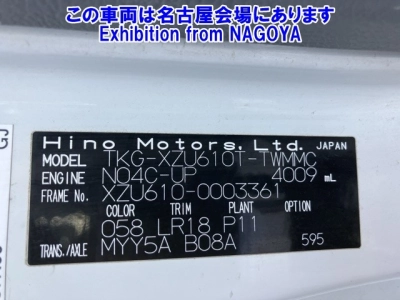 この車両は名古屋会場にあります
Exhibition from NAGOYA
Hino Motors, Ltd. JAPAN
MODEL TKG-XZU610T-TWMMC
ENGINE N04C-UP 4009 mL
FRAME No. XZU610-0003361
COLOR TRIM PLANT OPTION
058 LR18 P11
TRANS./AXLE MYY5A B08A 595